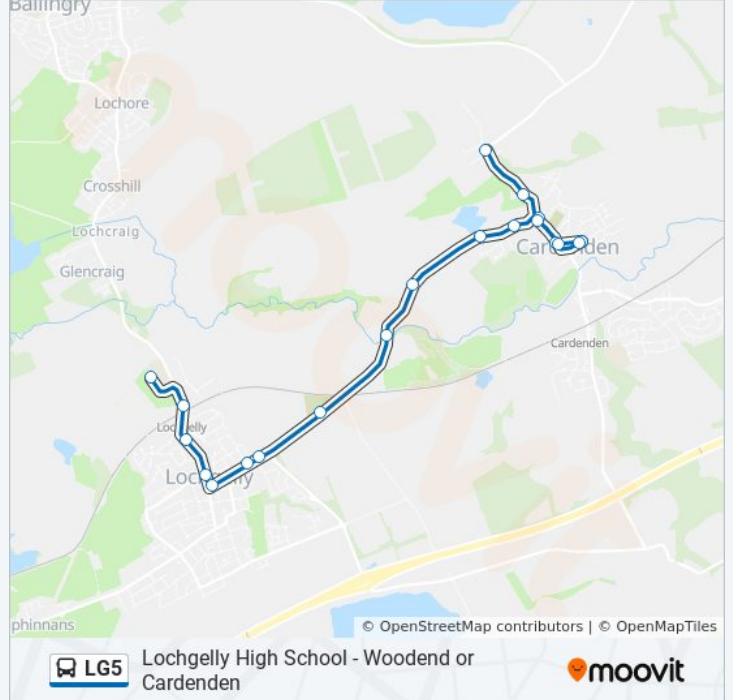 Ballingry
Lochore
Crosshill
Lochcraig
Glencraig
Cardenden
Cardenden
Lochgelly
Lochgelly
phinnans
© OpenStreetMap contributors | © OpenMapTiles
LG5
Lochgelly High School - Woodend or
Cardenden
moovit
moovit